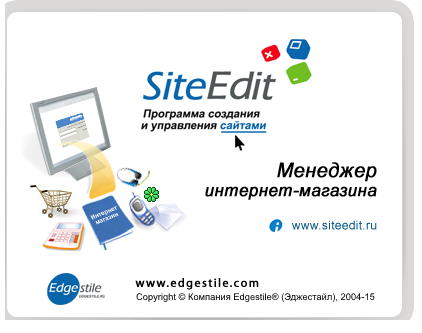 SiteEdit
Программа создания
и управления сайтами
Менеджер
интернет-магазина
Интернет
магазин
www.siteedit.ru
Edgestile
EDGESTILE.RU
www.edgestile.com
Copyright © Компания Edgestile® (Эджестайл), 2004-15